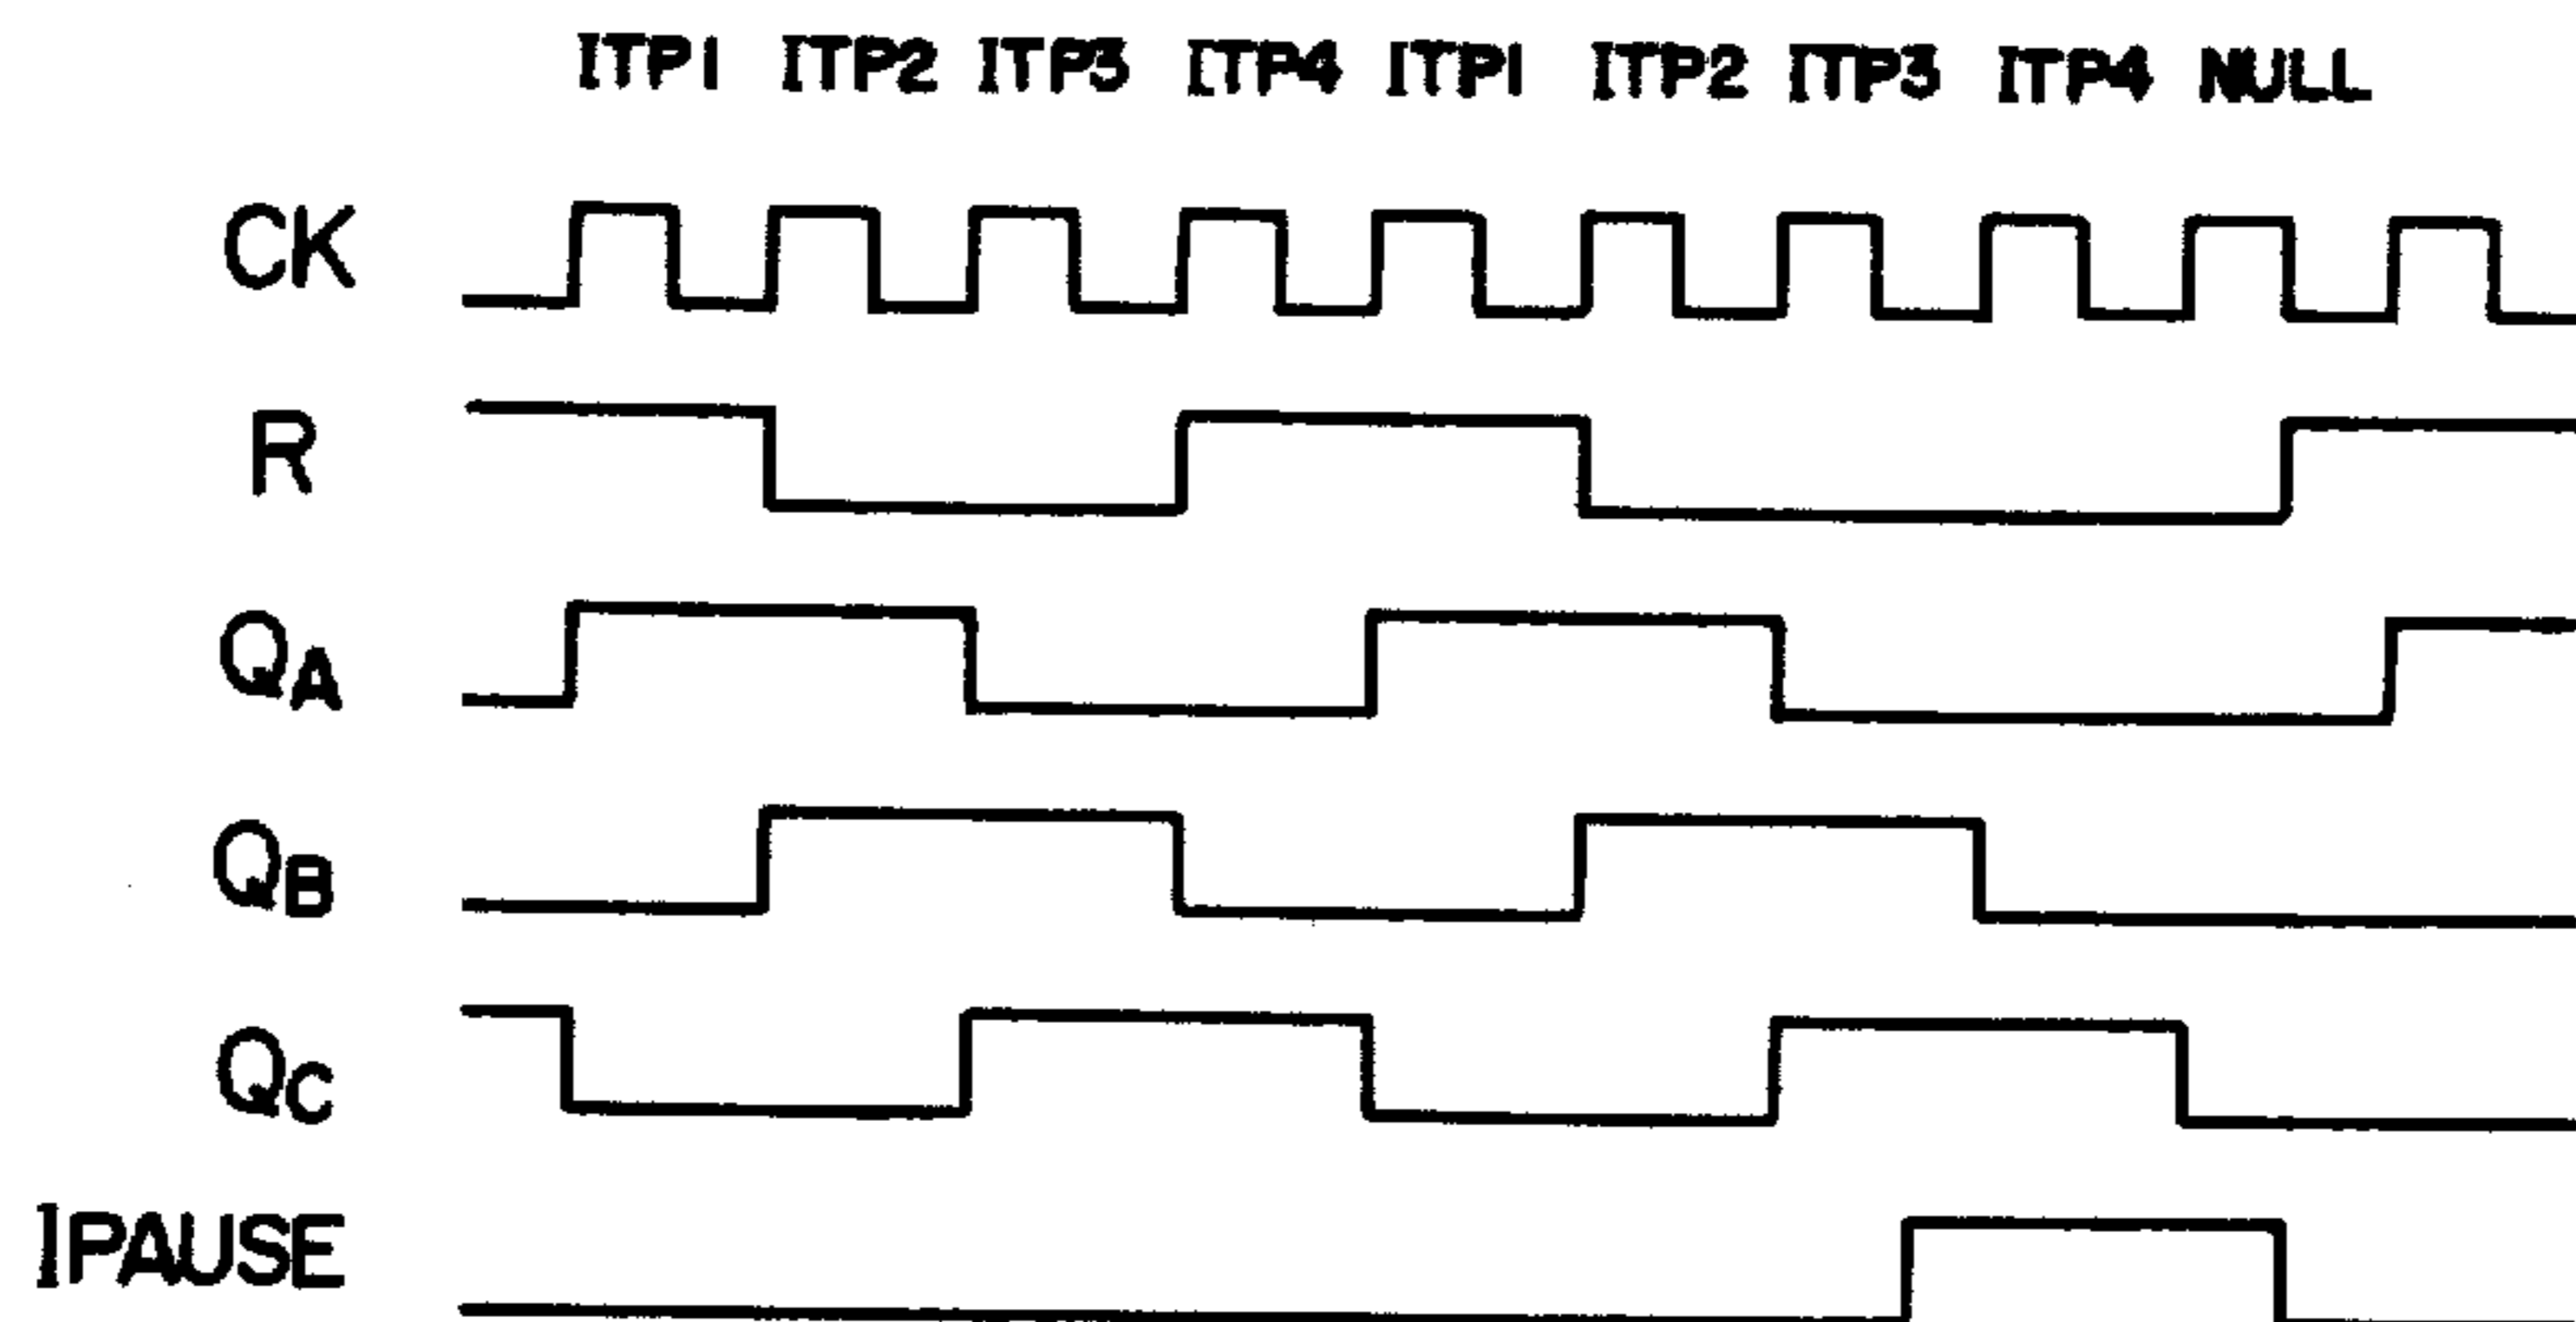 ITP1 ITP2 ITP3 ITP4 ITP1 ITP2 ITP3 ITP4 NULL
CK
R
QA
QB
QC
IPAUSE